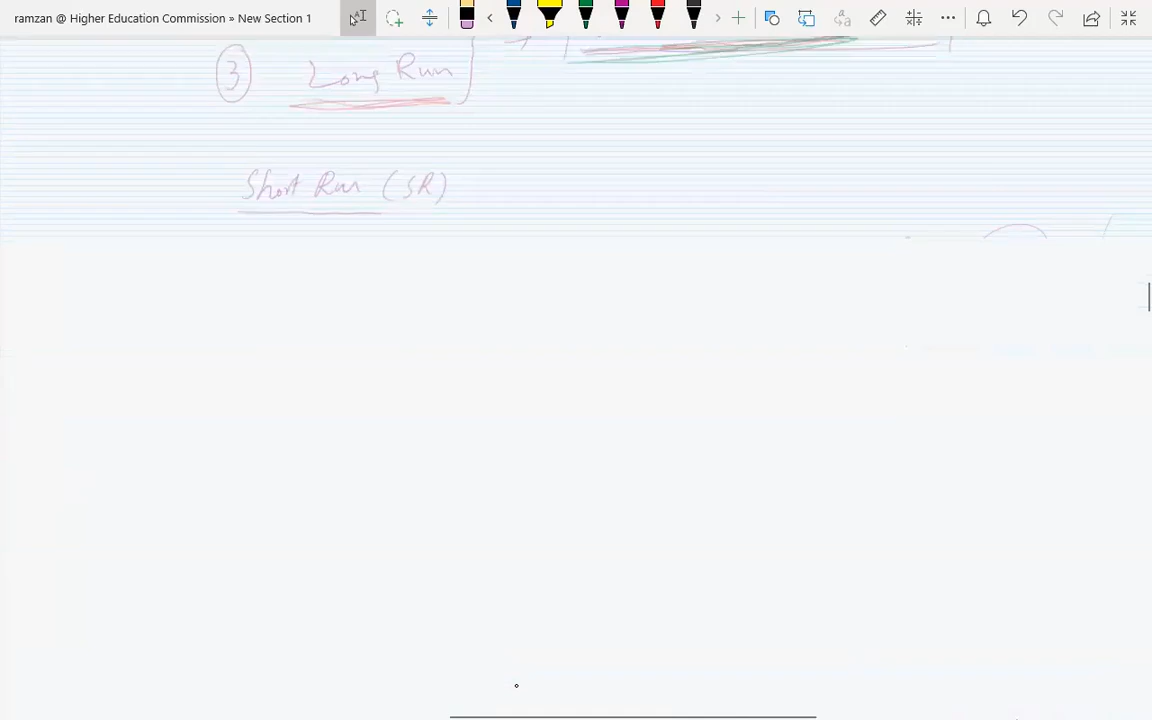 ramzan @ Higher Education Commission » New Section 1
3 Long Run
Short Run (SR)